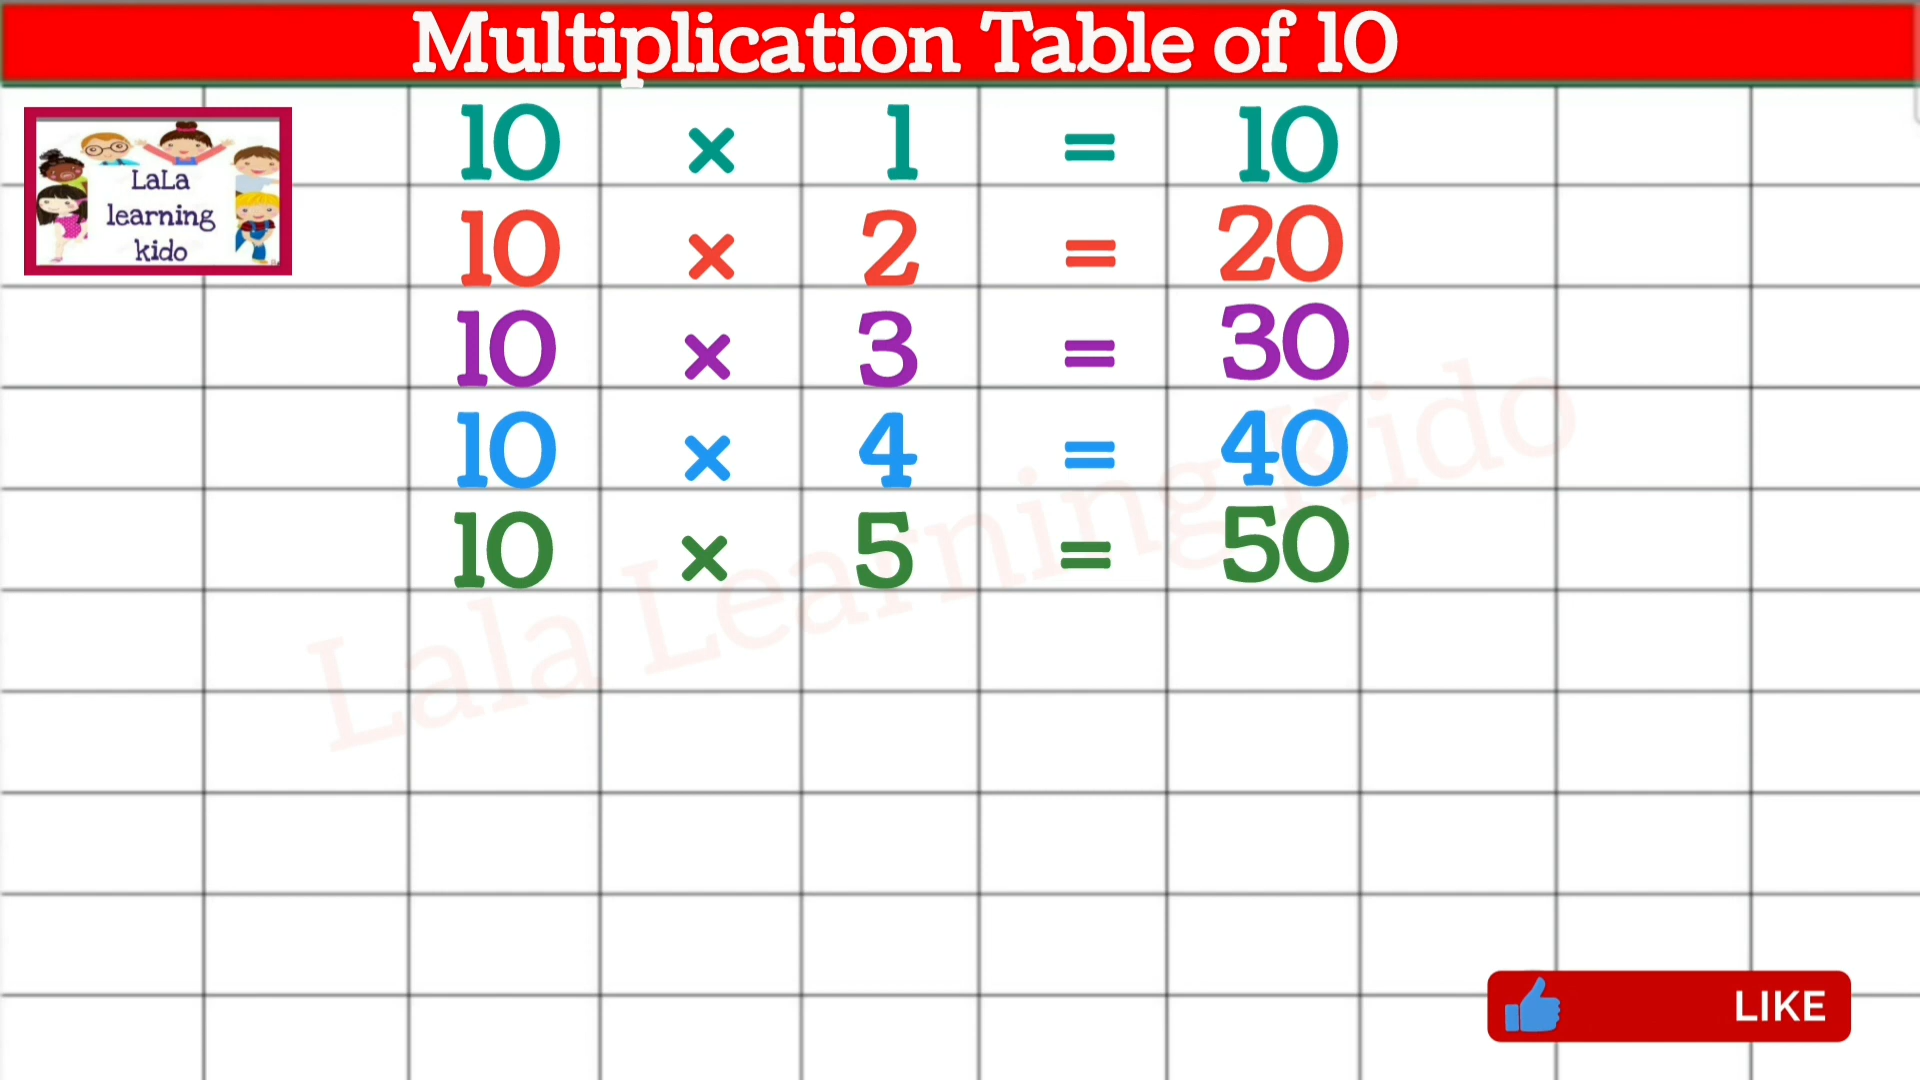 Multiplication Table of 10
LaLa
learning
kido
10 × 1 = 10
10 × 2 = 20
10 × 3 = 30
10 × 4 = 40
10 × 5 = 50
Lala Learning Kido
LIKE